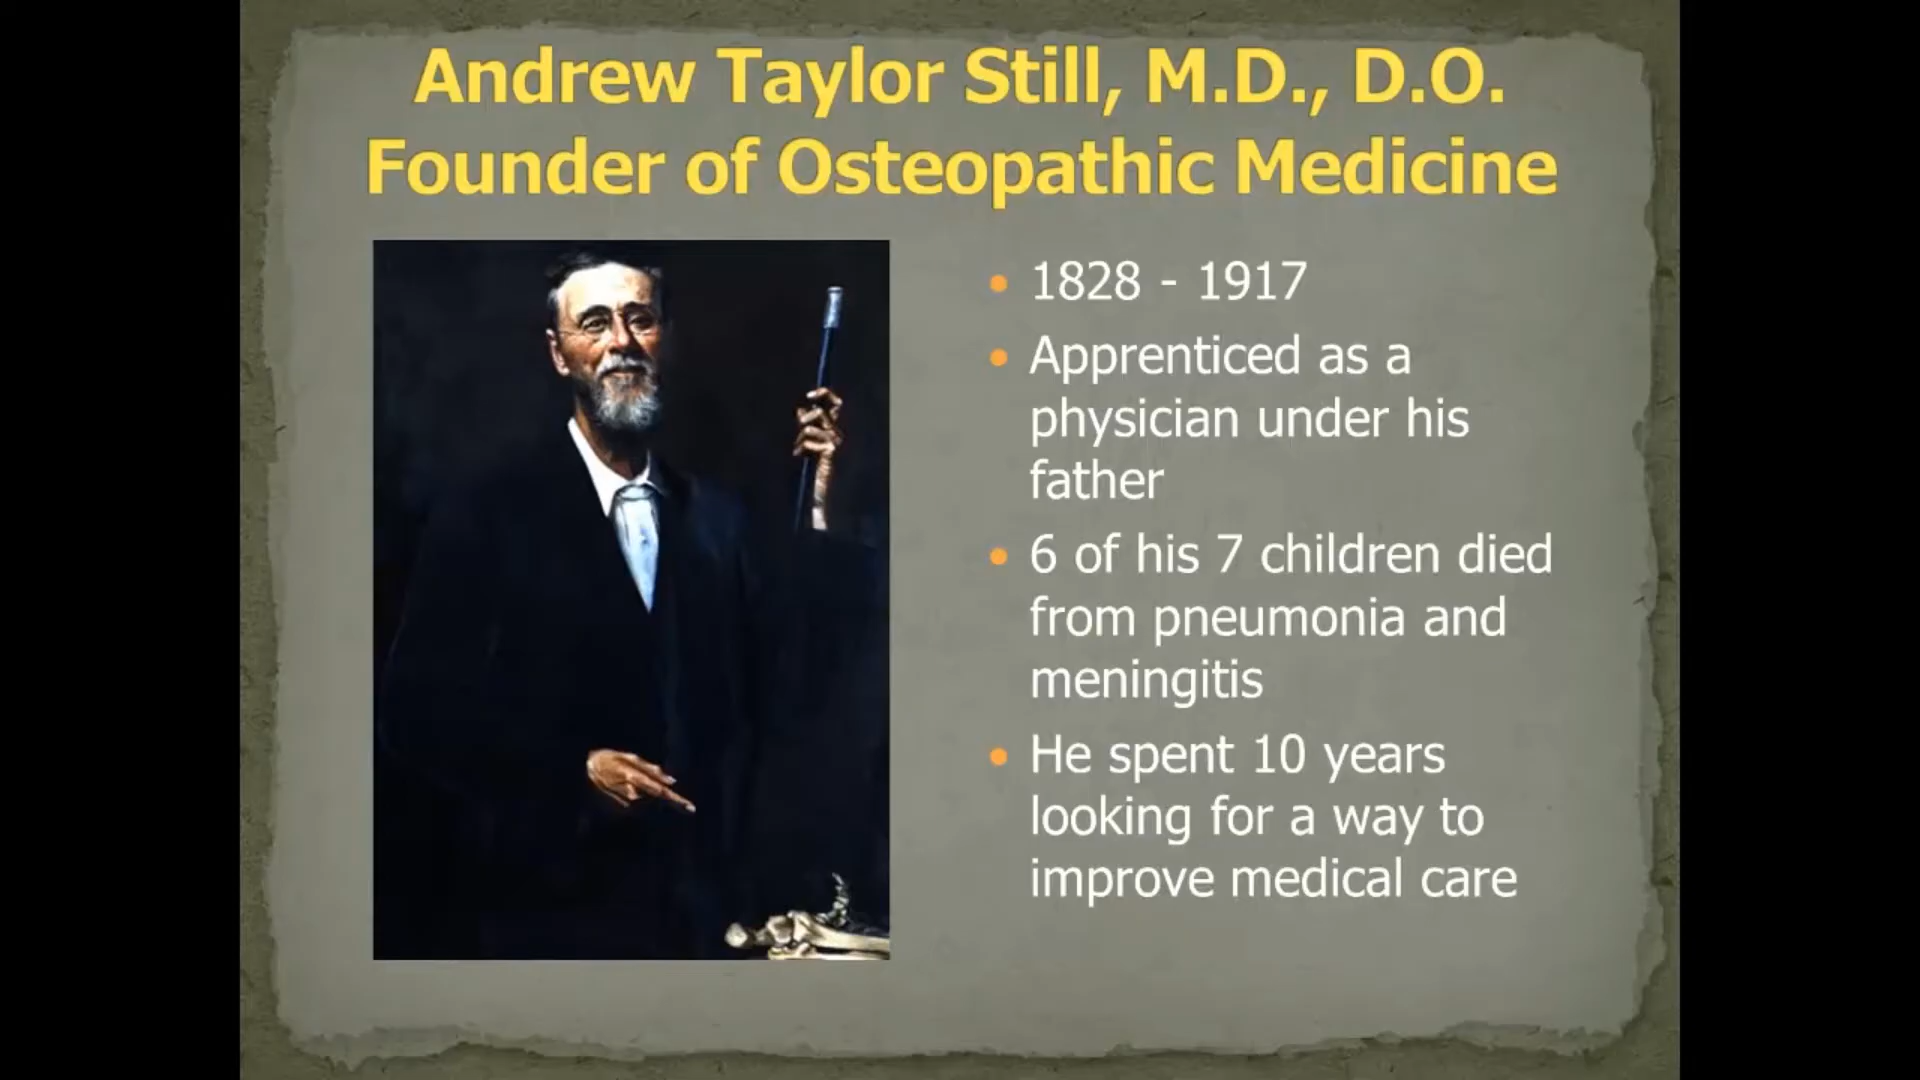 Andrew Taylor Still, M.D., D.O.
Founder of Osteopathic Medicine
• 1828 - 1917
• Apprenticed as a
physician under his
father
• 6 of his 7 children died
from pneumonia and
meningitis
• He spent 10 years
looking for a way to
improve medical care